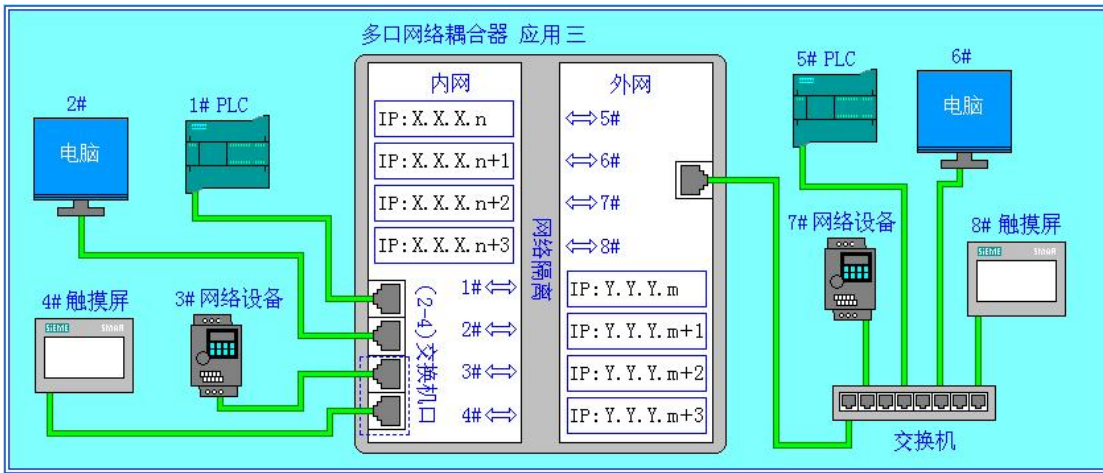 多口网络耦合器 应用三
2#
电脑
1# PLC
4# 触摸屏
SIEME SMAR
3# 网络设备
内网
IP:X.X.X.n
IP:X.X.X.n+1
IP:X.X.X.n+2
IP:X.X.X.n+3
1#⇔
2#⇔
3#⇔
4#⇔
(2-4)交换机口
网络隔离
外网
⇔5#
⇔6#
⇔7#
⇔8#
IP:Y.Y.Y.m
IP:Y.Y.Y.m+1
IP:Y.Y.Y.m+2
IP:Y.Y.Y.m+3
5# PLC
6#
电脑
7# 网络设备
8# 触摸屏
SIEME SMAR
交换机